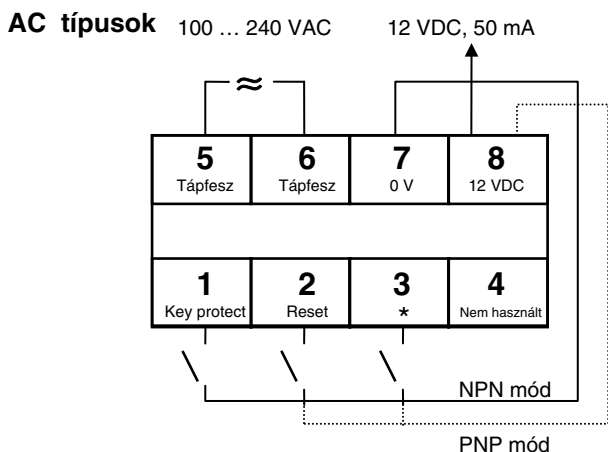 AC típusok 100 … 240 VAC 12 VDC, 50 mA
≈
5 6 7 8
Tápfesz Tápfesz 0 V 12 VDC
1 2 3 4
Key protect Reset * Nem használt
NPN mód
PNP mód